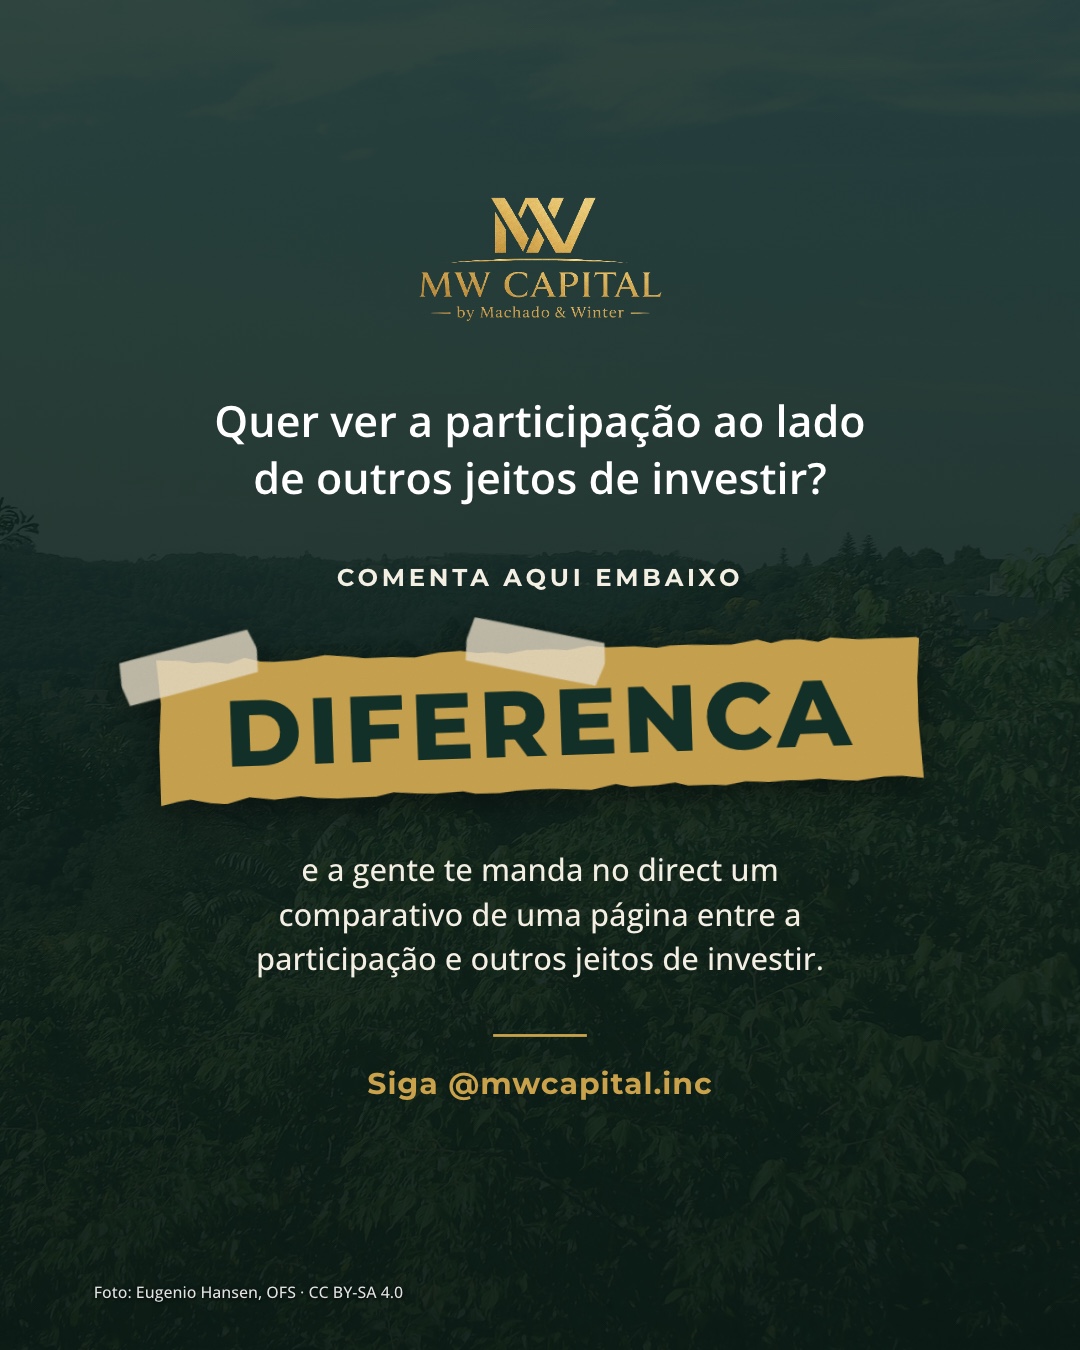 MW CAPITAL
by Machado & Winter
Quer ver a participação ao lado
de outros jeitos de investir?
COMENTA AQUI EMBAIXO
DIFERENCA
e a gente te manda no direct um
comparativo de uma página entre a
participação e outros jeitos de investir.
Siga @mwcapital.inc
Foto: Eugenio Hansen, OFS · CC BY-SA 4.0